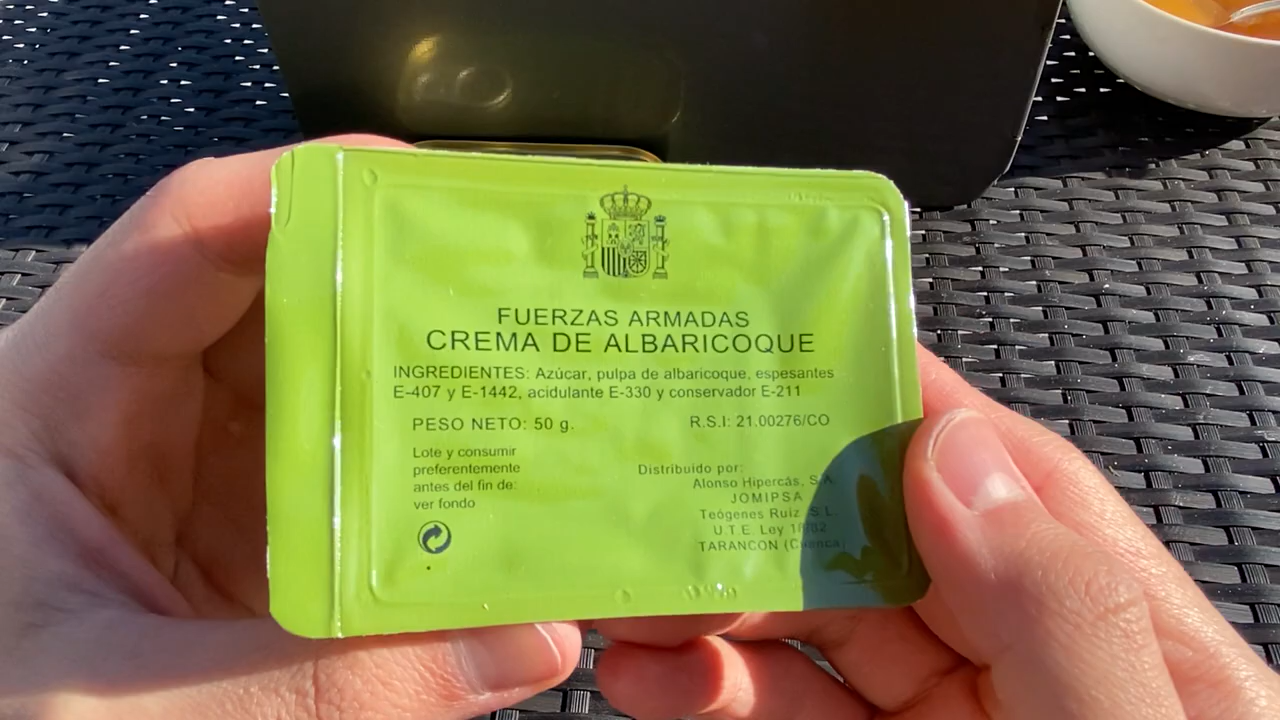 FUERZAS ARMADAS
CREMA DE ALBARICOQUE
INGREDIENTES: Azúcar, pulpa de albaricoque, espesantes
E-407 y E-1442, acidulante E-330 y conservador E-211
PESO NETO: 50 g.
R.S.I: 21.00276/CO
Lote y consumir
preferentemente
antes del fin de:
ver fondo
Distribuido por:
Alonso Hipercás, S.A.
JOMIPSA
Teógenes Ruiz, S.L.
U.T.E. Ley 18/82
TARANCON (Cuenca)